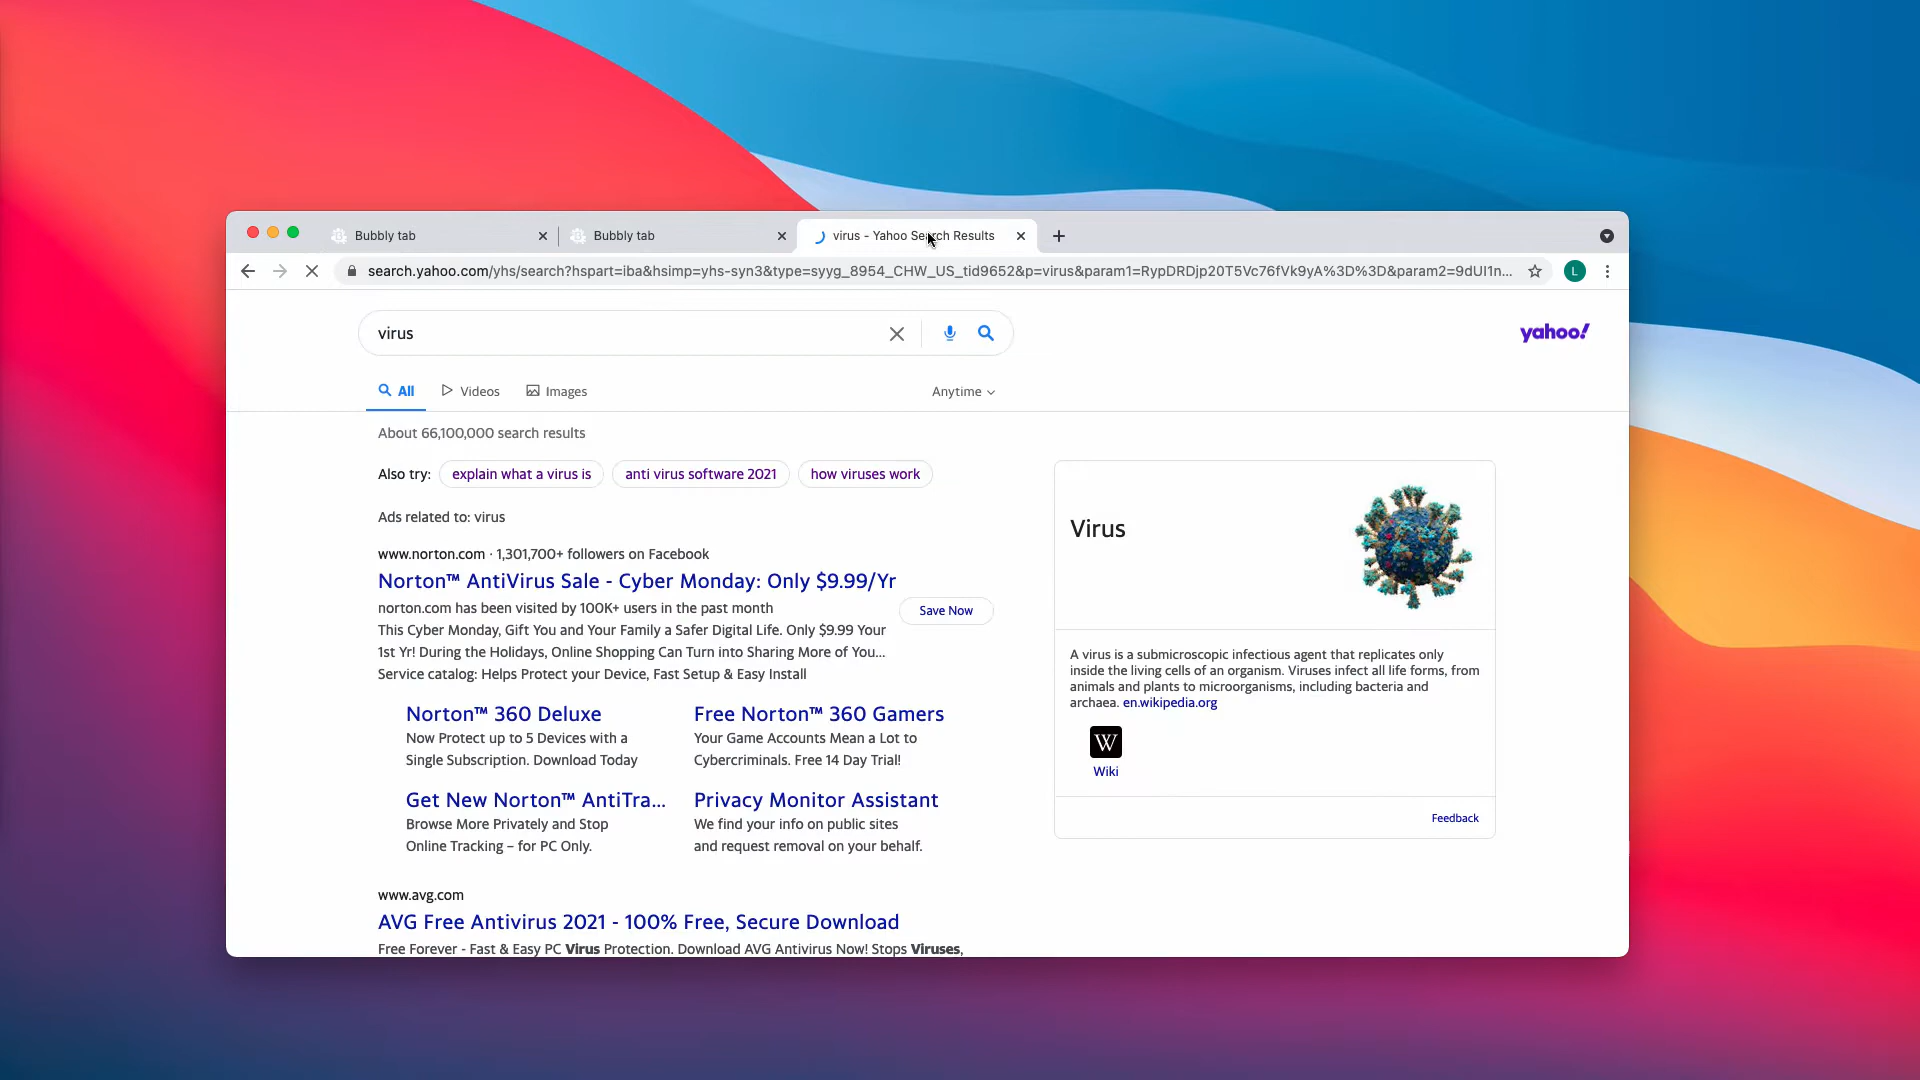 Bubbly tab
Bubbly tab
virus - Yahoo Search Results
search.yahoo.com/yhs/search?hspart=iba&hsimp=yhs-syn3&type=syyg_8954_CHW_US_tid9652&p=virus&param1=RypDRDjp20T5Vc76fVk9yA%3D%3D&param2=9dUI1n...
L
virus
yahoo!
All
Videos
Images
Anytime
About 66,100,000 search results
Also try: explain what a virus is anti virus software 2021 how viruses work
Ads related to: virus
www.norton.com · 1,301,700+ followers on Facebook
Norton™ AntiVirus Sale - Cyber Monday: Only $9.99/Yr
norton.com has been visited by 100K+ users in the past month
This Cyber Monday, Gift You and Your Family a Safer Digital Life. Only $9.99 Your
1st Yr! During the Holidays, Online Shopping Can Turn into Sharing More of You...
Service catalog: Helps Protect your Device, Fast Setup & Easy Install
Save Now
Norton™ 360 Deluxe
Now Protect up to 5 Devices with a
Single Subscription. Download Today
Free Norton™ 360 Gamers
Your Game Accounts Mean a Lot to
Cybercriminals. Free 14 Day Trial!
Get New Norton™ AntiTra...
Browse More Privately and Stop
Online Tracking – for PC Only.
Privacy Monitor Assistant
We find your info on public sites
and request removal on your behalf.
www.avg.com
AVG Free Antivirus 2021 - 100% Free, Secure Download
Free Forever - Fast & Easy PC Virus Protection. Download AVG Antivirus Now! Stops Viruses,
Virus
A virus is a submicroscopic infectious agent that replicates only
inside the living cells of an organism. Viruses infect all life forms, from
animals and plants to microorganisms, including bacteria and
archaea. en.wikipedia.org
W
Wiki
Feedback